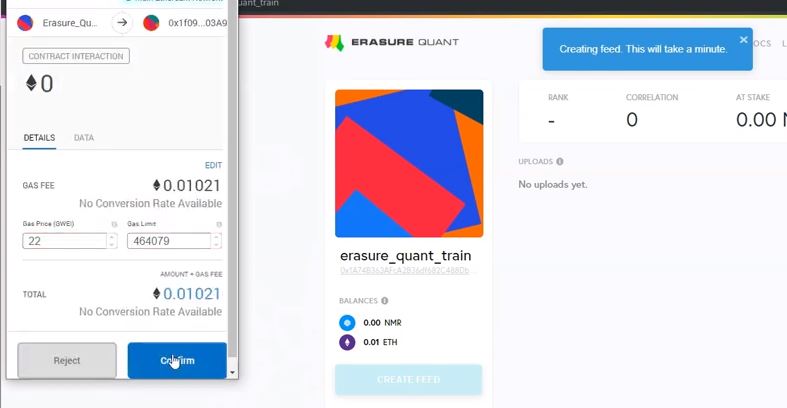 uant_train
Erasure_Qu...
0x1f09...03A9
CONTRACT INTERACTION
0
DETAILS
DATA
EDIT
GAS FEE
0.01021
No Conversion Rate Available
Gas Price (GWEI)
Gas Limit
22
464079
AMOUNT + GAS FEE
TOTAL
0.01021
No Conversion Rate Available
Reject
Confirm
ERASURE QUANT
Creating feed. This will take a minute.
OCS
RANK
CORRELATION
AT STAKE
-
0
0.00
UPLOADS
No uploads yet.
erasure_quant_train
BALANCES
0.00 NMR
0.01 ETH
CREATE FEED